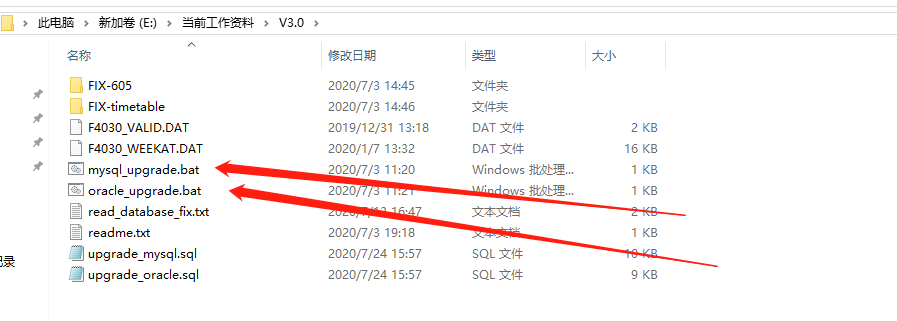 此电脑 > 新加卷 (E:) > 当前工作资料 > V3.0 >
名称 修改日期 类型 大小
FIX-605 2020/7/3 14:45 文件夹
FIX-timetable 2020/7/3 14:46 文件夹
F4030_VALID.DAT 2019/12/31 13:18 DAT 文件 2 KB
F4030_WEEKAT.DAT 2020/1/7 13:32 DAT 文件 16 KB
mysql_upgrade.bat 2020/7/3 11:20 Windows 批处理... 1 KB
oracle_upgrade.bat 2020/7/3 11:21 Windows 批处理... 1 KB
read_database_fix.txt 16:47 文本文档 2 KB
readme.txt 2020/7/3 19:18 文本文档 1 KB
upgrade_mysql.sql 2020/7/24 15:57 SQL 文件 10 KB
记录
upgrade_oracle.sql 2020/7/24 15:57 SQL 文件 9 KB